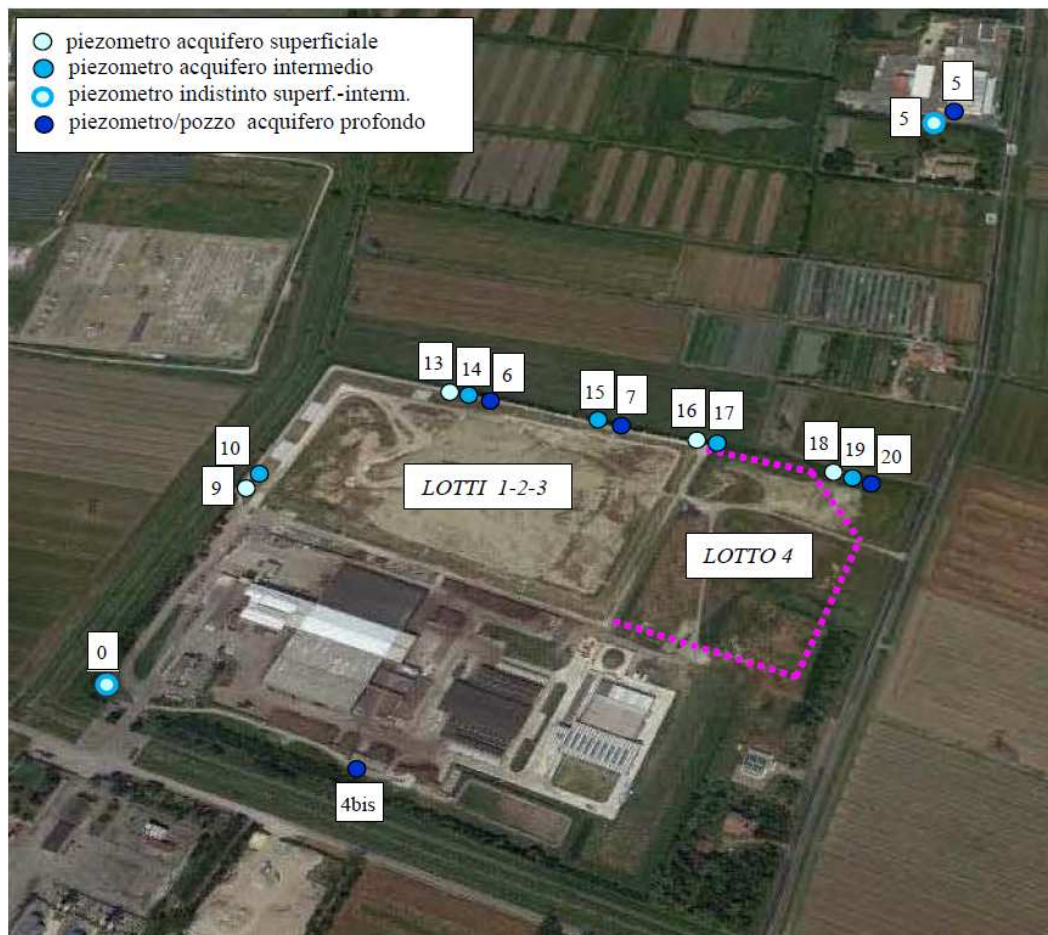 piezometro acquifero superficiale
piezometro acquifero intermedio
piezometro indistinto superf.-interm.
piezometro/pozzo acquifero profondo
5
5
13
14
6
15
7
16
17
18
19
20
10
9
LOTTI 1-2-3
LOTTO 4
0
4bis